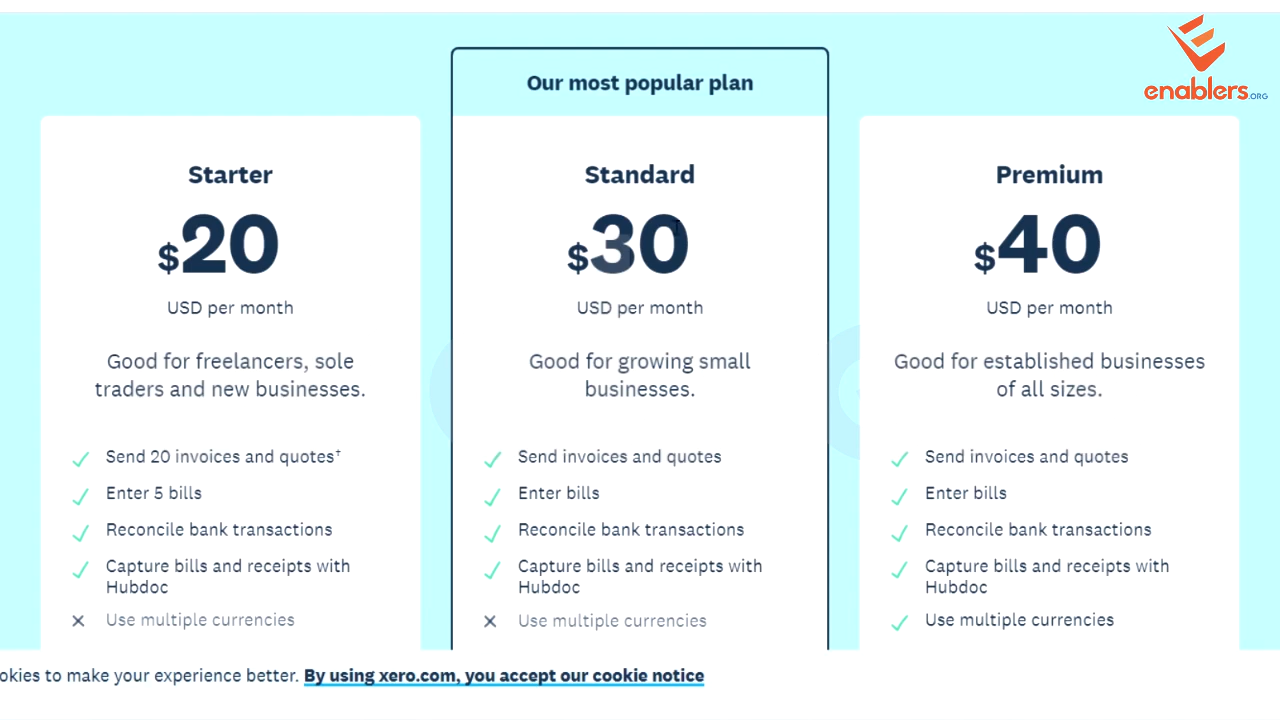 enablers.ORG
Our most popular plan
Starter
$20
USD per month
Good for freelancers, sole
traders and new businesses.
Send 20 invoices and quotes†
Enter 5 bills
Reconcile bank transactions
Capture bills and receipts with
Hubdoc
Use multiple currencies
Standard
$30
USD per month
Good for growing small
businesses.
Send invoices and quotes
Enter bills
Reconcile bank transactions
Capture bills and receipts with
Hubdoc
Use multiple currencies
Premium
$40
USD per month
Good for established businesses
of all sizes.
Send invoices and quotes
Enter bills
Reconcile bank transactions
Capture bills and receipts with
Hubdoc
Use multiple currencies
okies to make your experience better. By using xero.com, you accept our cookie notice